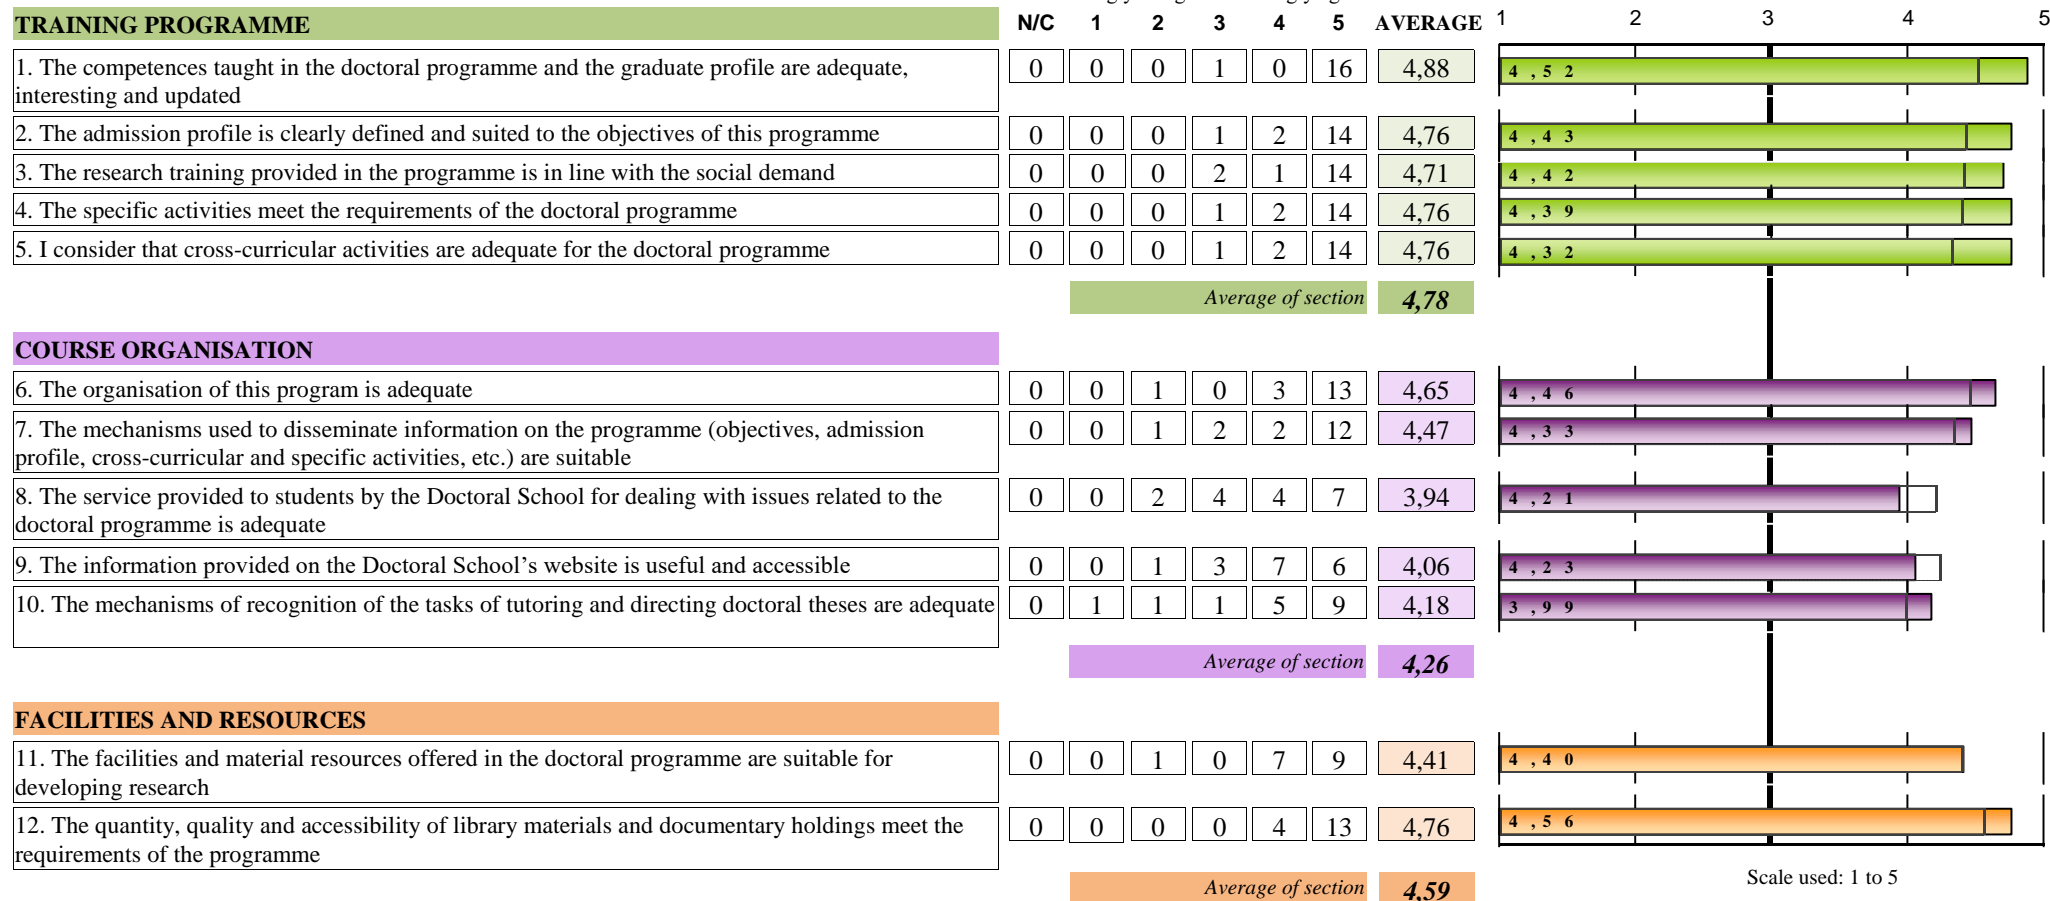 TRAINING PROGRAMME N/C 1 2 3 4 5 AVERAGE 1 2 3 4 5
1. The competences taught in the doctoral programme and the graduate profile are adequate, 0 0 0 1 0 16 4,88 4,52
interesting and updated
2. The admission profile is clearly defined and suited to the objectives of this programme 0 0 0 1 2 14 4,76 4,43
3. The research training provided in the programme is in line with the social demand 0 0 0 2 1 14 4,71 4,42
4. The specific activities meet the requirements of the doctoral programme 0 0 0 1 2 14 4,76 4,39
5. I consider that cross-curricular activities are adequate for the doctoral programme 0 0 0 1 2 14 4,76 4,32
Average of section 4,78
COURSE ORGANISATION
6. The organisation of this program is adequate 0 0 1 0 3 13 4,65 4,46
7. The mechanisms used to disseminate information on the programme (objectives, admission 0 0 1 2 2 12 4,47 4,33
profile, cross-curricular and specific activities, etc.) are suitable
8. The service provided to students by the Doctoral School for dealing with issues related to the 0 0 2 4 4 7 3,94 4,21
doctoral programme is adequate
9. The information provided on the Doctoral School’s website is useful and accessible 0 0 1 3 7 6 4,06 4,23
10. The mechanisms of recognition of the tasks of tutoring and directing doctoral theses are adequate 0 1 1 1 5 9 4,18 3,99
Average of section 4,26
FACILITIES AND RESOURCES
11. The facilities and material resources offered in the doctoral programme are suitable for 0 0 1 0 7 9 4,41 4,40
developing research
12. The quantity, quality and accessibility of library materials and documentary holdings meet the 0 0 0 0 4 13 4,76 4,56
requirements of the programme
Scale used: 1 to 5
Average of section 4,59